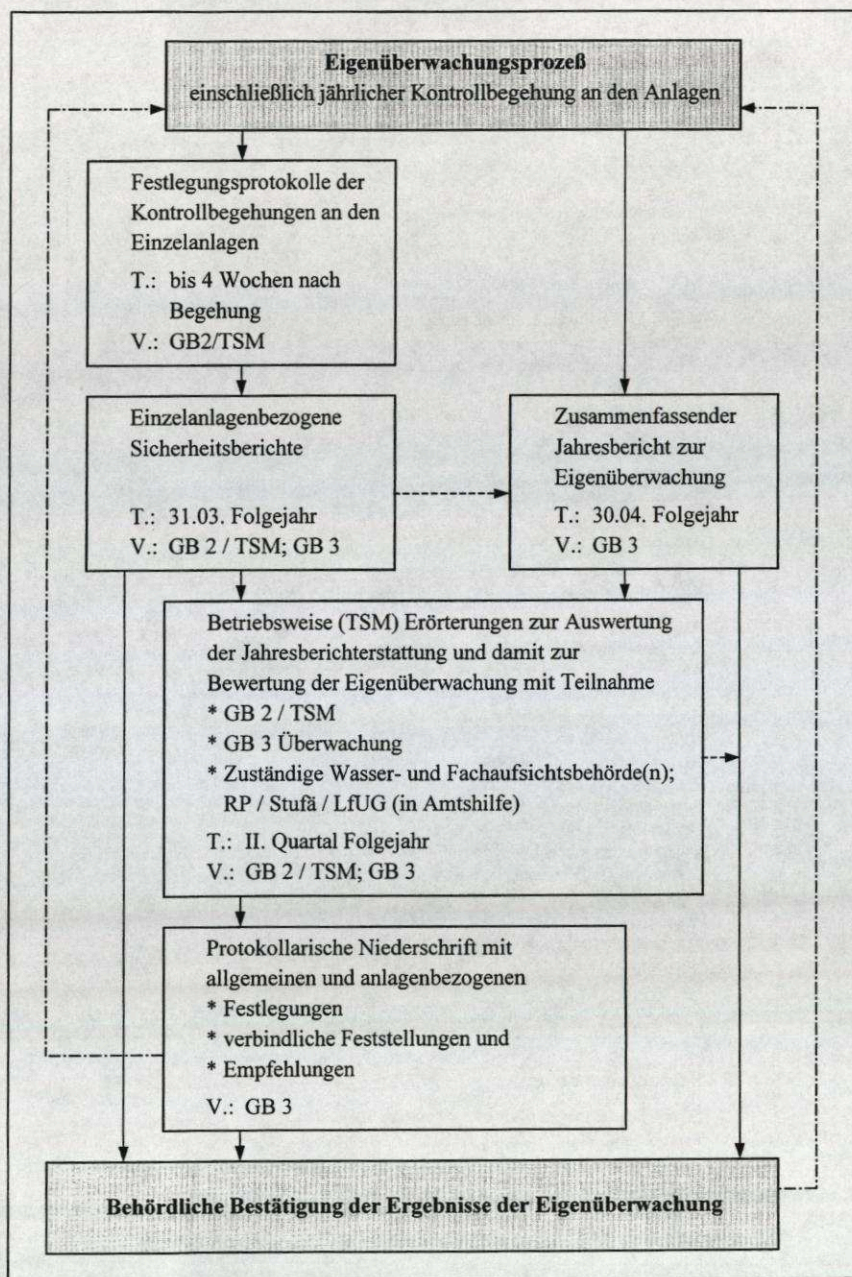 Eigenüberwachungsprozeß
einschließlich jährlicher Kontrollbegehung an den Anlagen
Festlegungsprotokolle der
Kontrollbegehungen an den
Einzelanlagen
T.: bis 4 Wochen nach
Begehung
V.: GB2/TSM
Einzelanlagenbezogene
Sicherheitsberichte
T.: 31.03. Folgejahr
V.: GB 2 / TSM; GB 3
Zusammenfassender
Jahresbericht zur
Eigenüberwachung
T.: 30.04. Folgejahr
V.: GB 3
Betriebsweise (TSM) Erörterungen zur Auswertung
der Jahresberichterstattung und damit zur
Bewertung der Eigenüberwachung mit Teilnahme
* GB 2 / TSM
* GB 3 Überwachung
* Zuständige Wasser- und Fachaufsichtsbehörde(n);
RP / Stufä / LfUG (in Amtshilfe)
T.: II. Quartal Folgejahr
V.: GB 2 / TSM; GB 3
Protokollarische Niederschrift mit
allgemeinen und anlagenbezogenen
* Festlegungen
* verbindliche Feststellungen und
* Empfehlungen
V.: GB 3
Behördliche Bestätigung der Ergebnisse der Eigenüberwachung